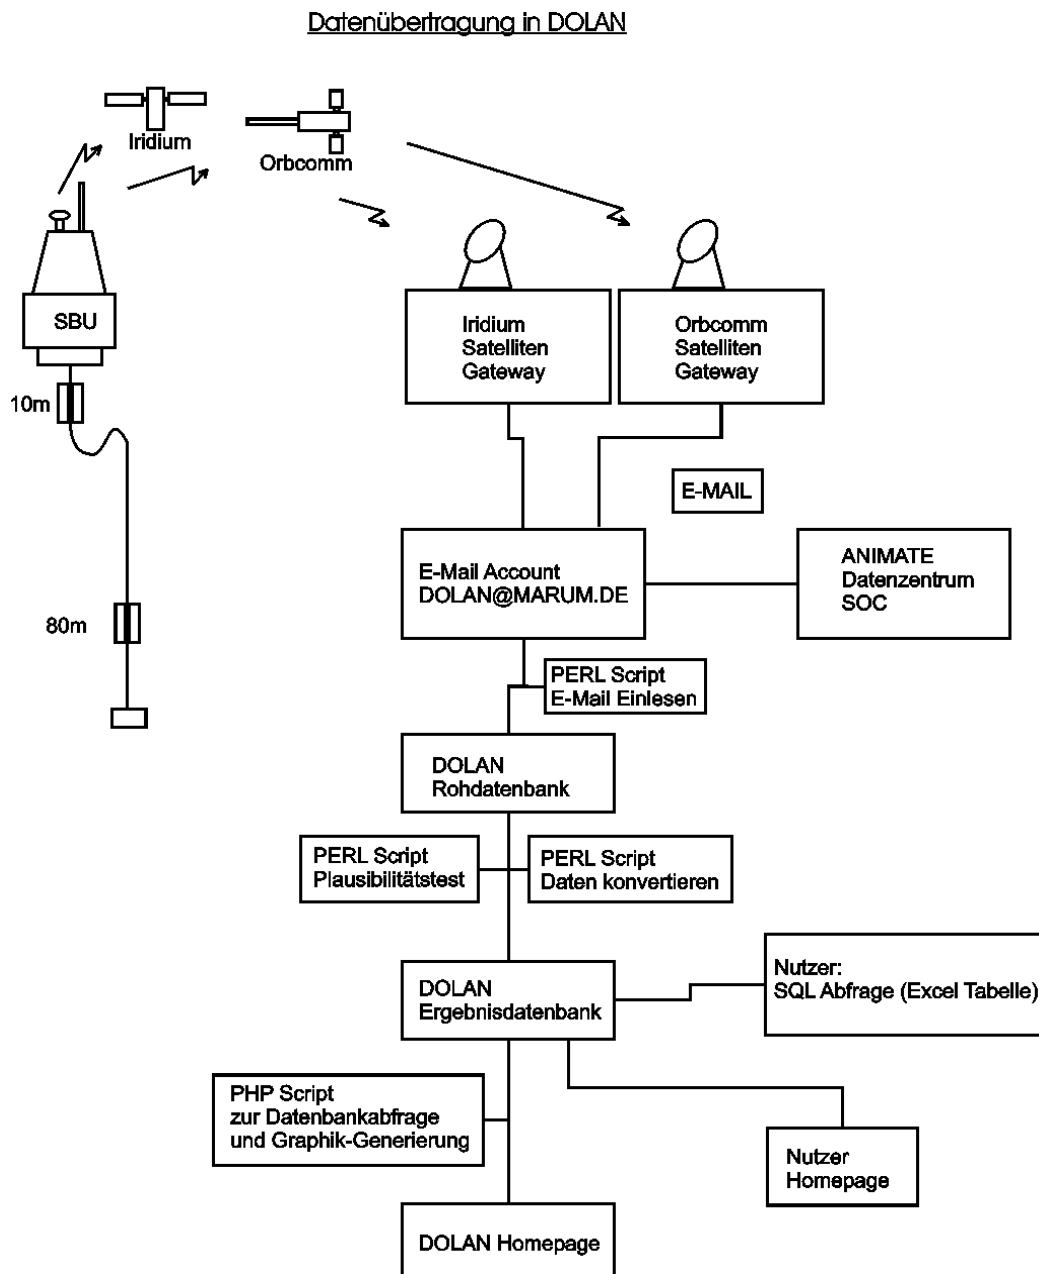 Datenübertragung in DOLAN
Iridium
Orbcomm
SBU
10m
80m
Iridium
Satelliten
Gateway
Orbcomm
Satelliten
Gateway
E-MAIL
E-Mail Account
DOLAN@MARUM.DE
ANIMATE
Datenzentrum
SOC
PERL Script
E-Mail Einlesen
DOLAN
Rohdatenbank
PERL Script
Plausibilitätstest
PERL Script
Daten konvertieren
DOLAN
Ergebnisdatenbank
Nutzer:
SQL Abfrage (Excel Tabelle)
PHP Script
zur Datenbankabfrage
und Graphik-Generierung
Nutzer
Homepage
DOLAN Homepage